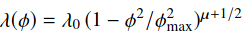 λ(ϕ) = λ₀ (1 − ϕ²/ϕ²ₘₐₓ)^{μ+1/2}